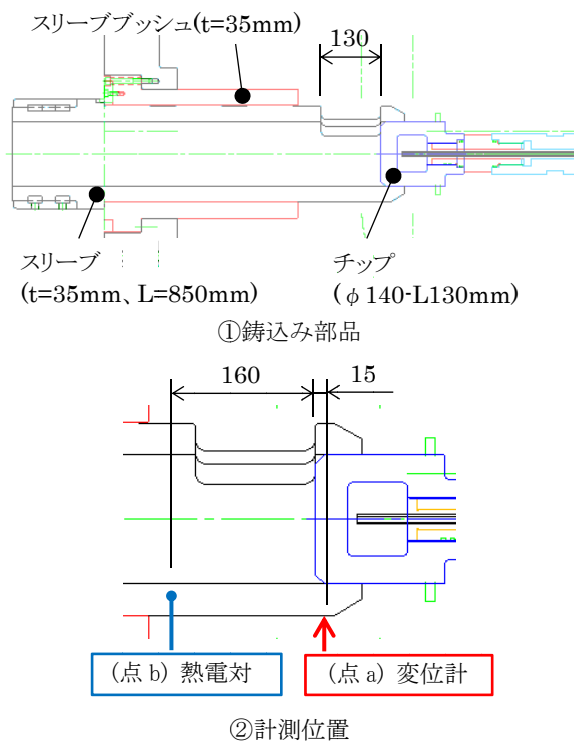 スリーブブッシュ(t=35mm)
130
スリーブ
(t=35mm、L=850mm)
チップ
(φ140-L130mm)
①鋳込み部品
160
15
(点 b) 熱電対
(点 a) 変位計
②計測位置